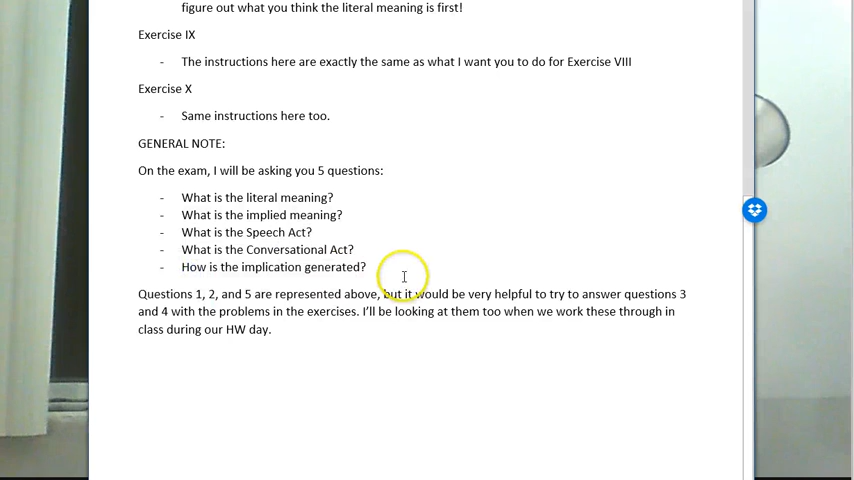 figure out what you think the literal meaning is first!
Exercise IX
- The instructions here are exactly the same as what I want you to do for Exercise VIII
Exercise X
- Same instructions here too.
GENERAL NOTE:
On the exam, I will be asking you 5 questions:
- What is the literal meaning?
- What is the implied meaning?
- What is the Speech Act?
- What is the Conversational Act?
- How is the implication generated?
Questions 1, 2, and 5 are represented above, but it would be very helpful to try to answer questions 3
and 4 with the problems in the exercises. I'll be looking at them too when we work these through in
class during our HW day.